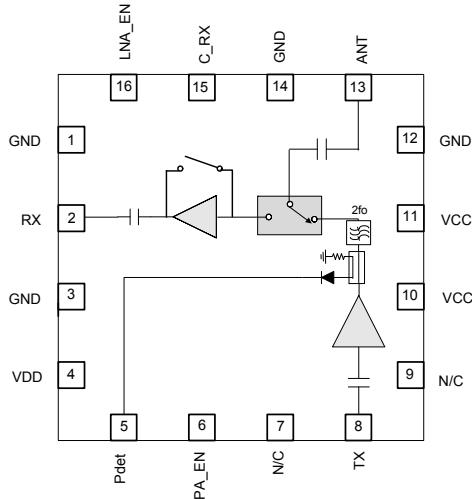 LNA_EN
C_RX
GND
ANT
16
15
14
13
GND
1
12
GND
RX
2
2fo
11
VCC
GND
3
10
VCC
VDD
4
9
N/C
5
6
7
8
Pdet
PA_EN
N/C
TX